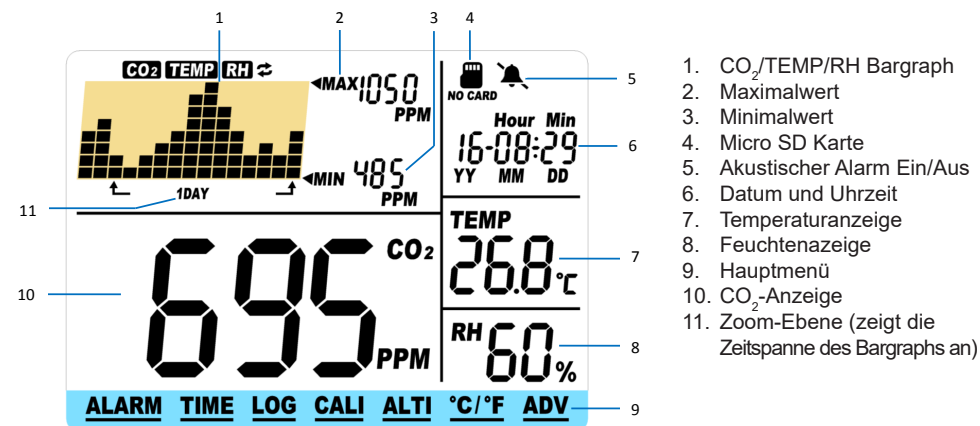 1 2 3 4
CO2 TEMP RH
MAX 1050
PPM
MIN 485
PPM
1DAY
11
NO CARD
5
Hour Min
16-08:29
YY MM DD
6
TEMP
26.8 °C
7
RH
60 %
8
CO2
695
PPM
10
ALARM TIME LOG CALI ALTI °C/°F ADV
9
1. CO2/TEMP/RH Bargraph
2. Maximalwert
3. Minimalwert
4. Micro SD Karte
5. Akustischer Alarm Ein/Aus
6. Datum und Uhrzeit
7. Temperaturanzeige
8. Feuchtenazeige
9. Hauptmenü
10. CO2-Anzeige
11. Zoom-Ebene (zeigt die
Zeitspanne des Bargraphs an)